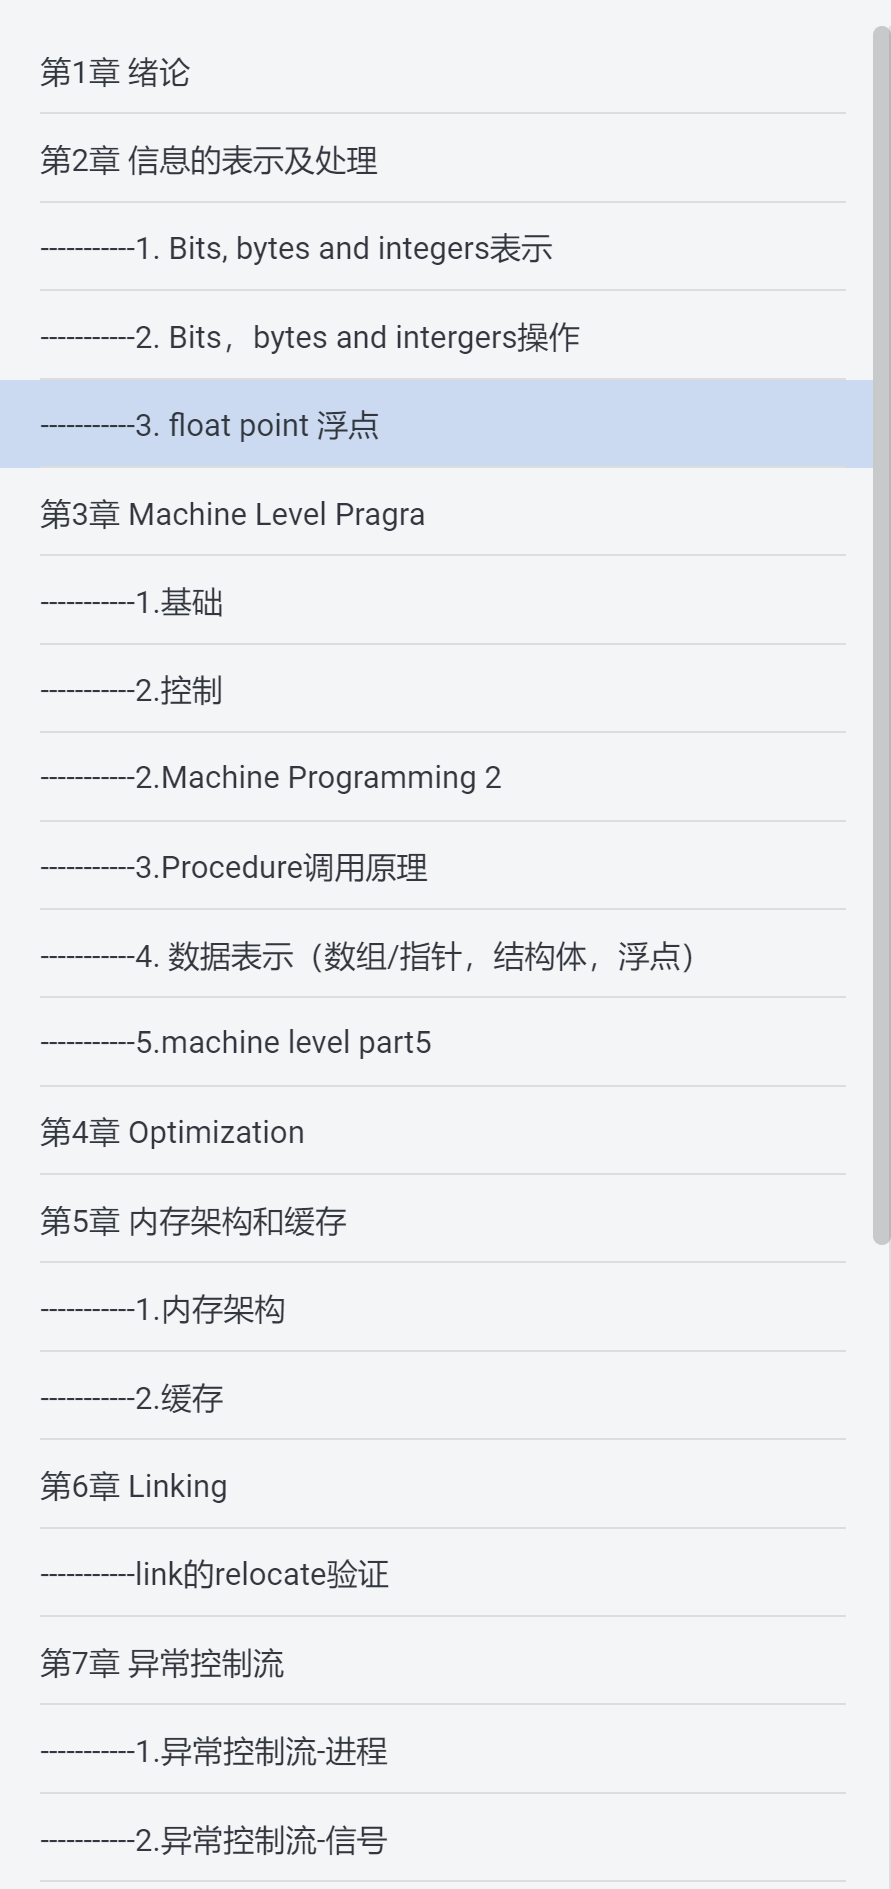 第1章 绪论
第2章 信息的表示及处理
-----------1. Bits, bytes and integers表示
-----------2. Bits，bytes and intergers操作
-----------3. float point 浮点
第3章 Machine Level Pragra
-----------1.基础
-----------2.控制
-----------2.Machine Programming 2
-----------3.Procedure调用原理
-----------4. 数据表示（数组/指针，结构体，浮点）
-----------5.machine level part5
第4章 Optimization
第5章 内存架构和缓存
-----------1.内存架构
-----------2.缓存
第6章 Linking
-----------link的relocate验证
第7章 异常控制流
-----------1.异常控制流-进程
-----------2.异常控制流-信号